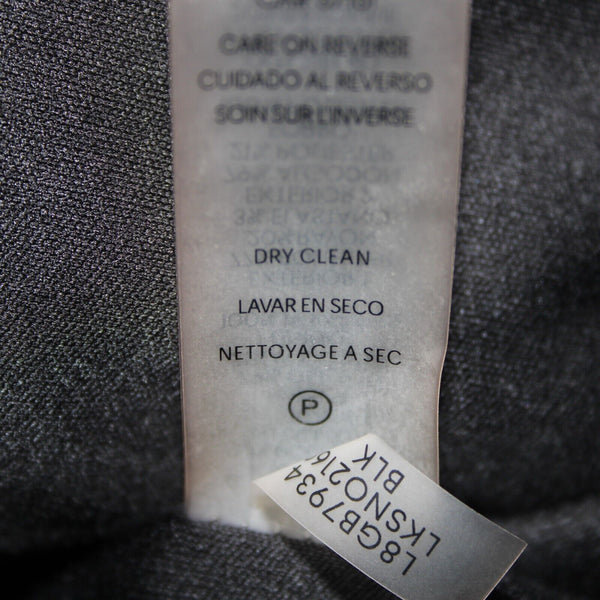 CARE ON REVERSE
CUIDADO AL REVERSO
SOIN SUR L'INVERSE
DRY CLEAN
LAVAR EN SECO
NETTOYAGE A SEC
P
L8GB7934
LKSNO216
BLK